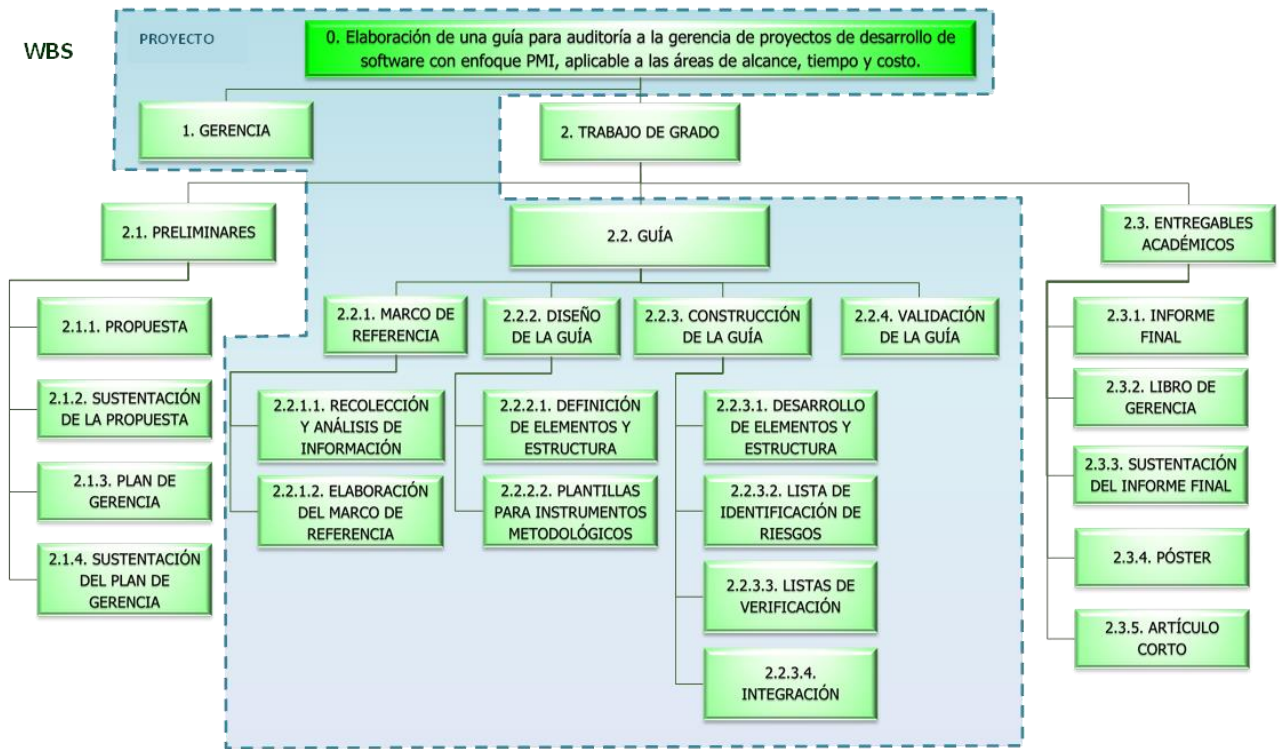 WBS
PROYECTO
0. Elaboración de una guía para auditoría a la gerencia de proyectos de desarrollo de
software con enfoque PMI, aplicable a las áreas de alcance, tiempo y costo.
1. GERENCIA
2. TRABAJO DE GRADO
2.1. PRELIMINARES
2.2. GUÍA
2.3. ENTREGABLES
ACADÉMICOS
2.1.1. PROPUESTA
2.1.2. SUSTENTACIÓN
DE LA PROPUESTA
2.1.3. PLAN DE
GERENCIA
2.1.4. SUSTENTACIÓN
DEL PLAN DE
GERENCIA
2.2.1. MARCO DE
REFERENCIA
2.2.2. DISEÑO
DE LA GUÍA
2.2.3. CONSTRUCCIÓN
DE LA GUÍA
2.2.4. VALIDACIÓN
DE LA GUÍA
2.2.1.1. RECOLECCIÓN
Y ANÁLISIS DE
INFORMACIÓN
2.2.1.2. ELABORACIÓN
DEL MARCO DE
REFERENCIA
2.2.2.1. DEFINICIÓN
DE ELEMENTOS Y
ESTRUCTURA
2.2.2.2. PLANTILLAS
PARA INSTRUMENTOS
METODOLÓGICOS
2.2.3.1. DESARROLLO
DE ELEMENTOS Y
ESTRUCTURA
2.2.3.2. LISTA DE
IDENTIFICACIÓN DE
RIESGOS
2.2.3.3. LISTAS DE
VERIFICACIÓN
2.2.3.4.
INTEGRACIÓN
2.3.1. INFORME
FINAL
2.3.2. LIBRO DE
GERENCIA
2.3.3. SUSTENTACIÓN
DEL INFORME FINAL
2.3.4. PÓSTER
2.3.5. ARTÍCULO
CORTO